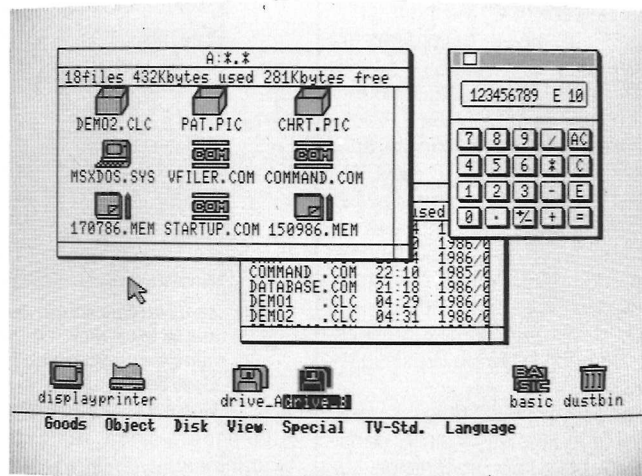 A:*.*
18files 432Kbytes used 281Kbytes free
DEMO2.CLC PAT.PIC CHRT.PIC
MSXDOS.SYS VFILER.COM COMMAND.COM
170786.MEM STARTUP.COM 150986.MEM
123456789 E 10
7 8 9 / AC
4 5 6 * C
1 2 3 - E
0 . +/- + =
used
COMMAND .COM 22:10 1985/0
DATABASE.COM 21:18 1986/0
DEMO1 .CLC 04:29 1986/0
DEMO2 .CLC 04:31 1986/0
BASIC
display printer drive_A drive_B basic dustbin
Goods Object Disk View Special TV-Std. Language